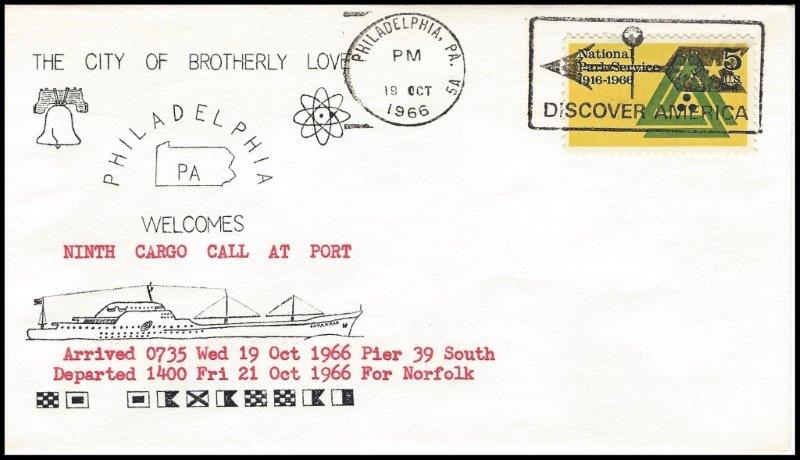 THE CITY OF BROTHERLY LOVE
PHILADELPHIA
PA
WELCOMES
NINTH CARGO CALL AT PORT
SAVANNAH
Arrived 0735 Wed 19 Oct 1966 Pier 39 South
Departed 1400 Fri 21 Oct 1966 For Norfolk
PHILADELPHIA, PA.
PM
19 OCT
1966
SA
National
Park Service
1916-1966
5¢
U.S.
DISCOVER AMERICA